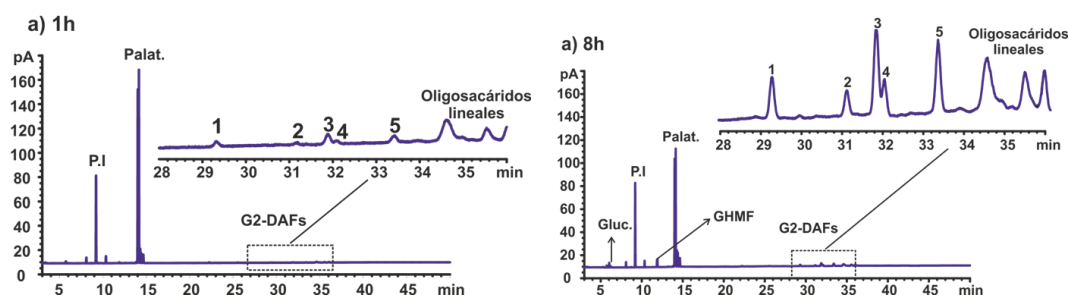 a) 1h
pA
160
140
120
100
80
60
40
20
0
Palat.
P.I
1
2
3
4
5
Oligosacáridos
lineales
28 29 30 31 32 33 34 35 min
G2-DAFs
5 10 15 20 25 30 35 40 45 min
a) 8h
pA
160
140
120
100
80
60
40
20
0
Palat.
P.I
Gluc.
GHMF
1
2
3
4
5
Oligosacáridos
lineales
28 29 30 31 32 33 34 35 min
G2-DAFs
5 10 15 20 25 30 35 40 45 min